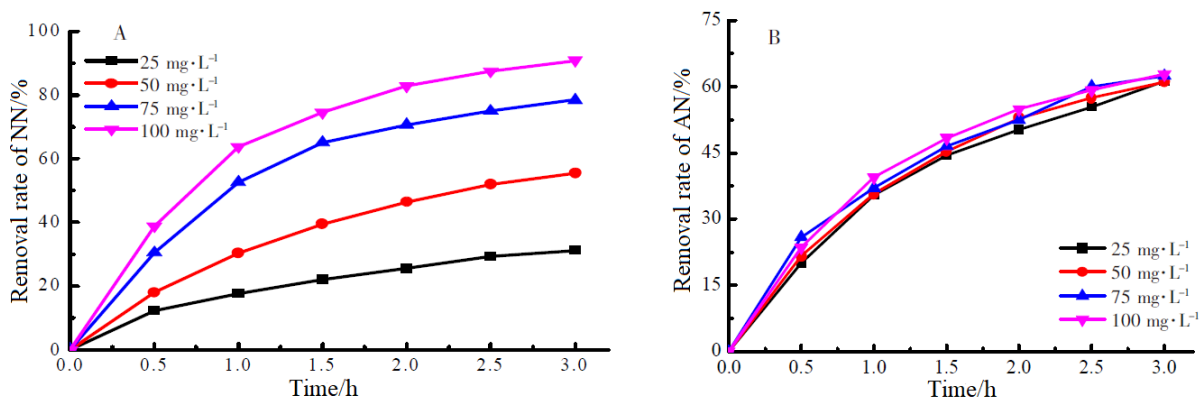 A
25 mg·L⁻¹
50 mg·L⁻¹
75 mg·L⁻¹
100 mg·L⁻¹
Removal rate of NN/%
100
80
60
40
20
0
0.0 0.5 1.0 1.5 2.0 2.5 3.0
Time/h
B
Removal rate of AN/%
75
60
45
30
15
0
25 mg·L⁻¹
50 mg·L⁻¹
75 mg·L⁻¹
100 mg·L⁻¹
0.0 0.5 1.0 1.5 2.0 2.5 3.0
Time/h